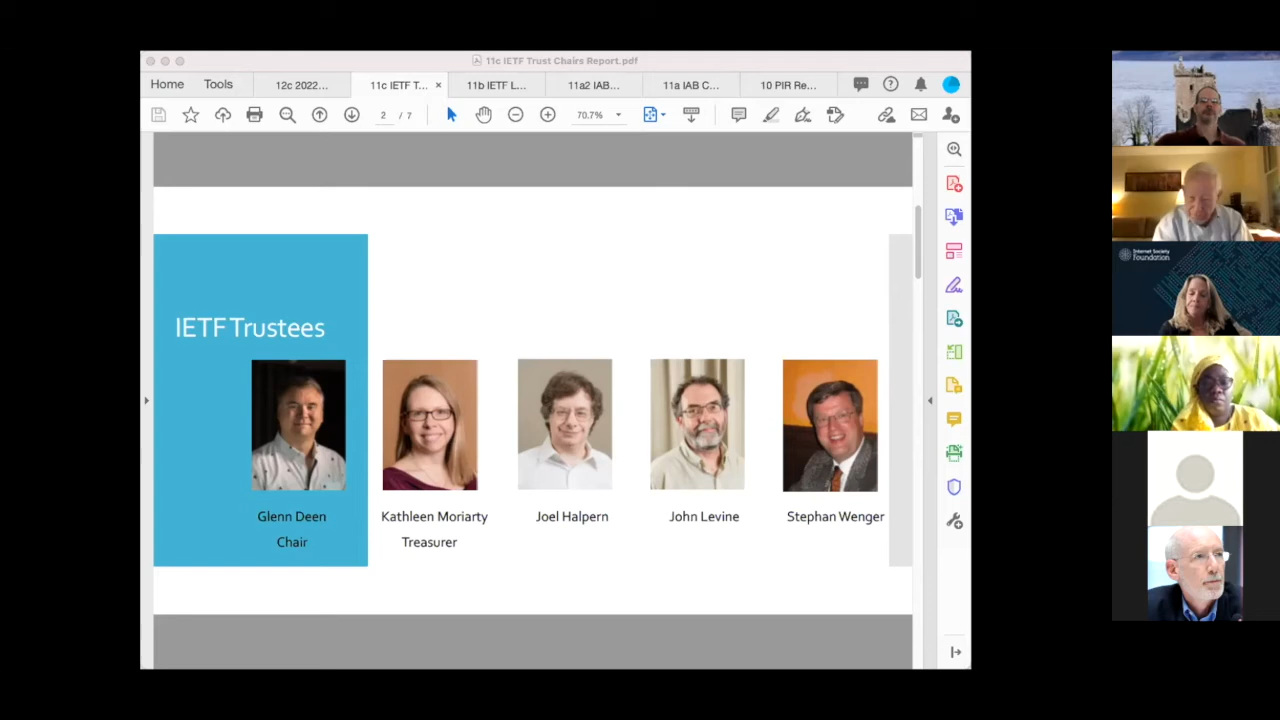 11c IETF Trust Chairs Report.pdf
Home Tools 12c 2022... 11c IETF T... × 11b IETF L... 11a2 IAB... 11a IAB C... 10 PIR Re...
2 / 7 70.7%
IETF Trustees
Glenn Deen Kathleen Moriarty Joel Halpern John Levine Stephan Wenger
Chair Treasurer
Internet Society
Foundation